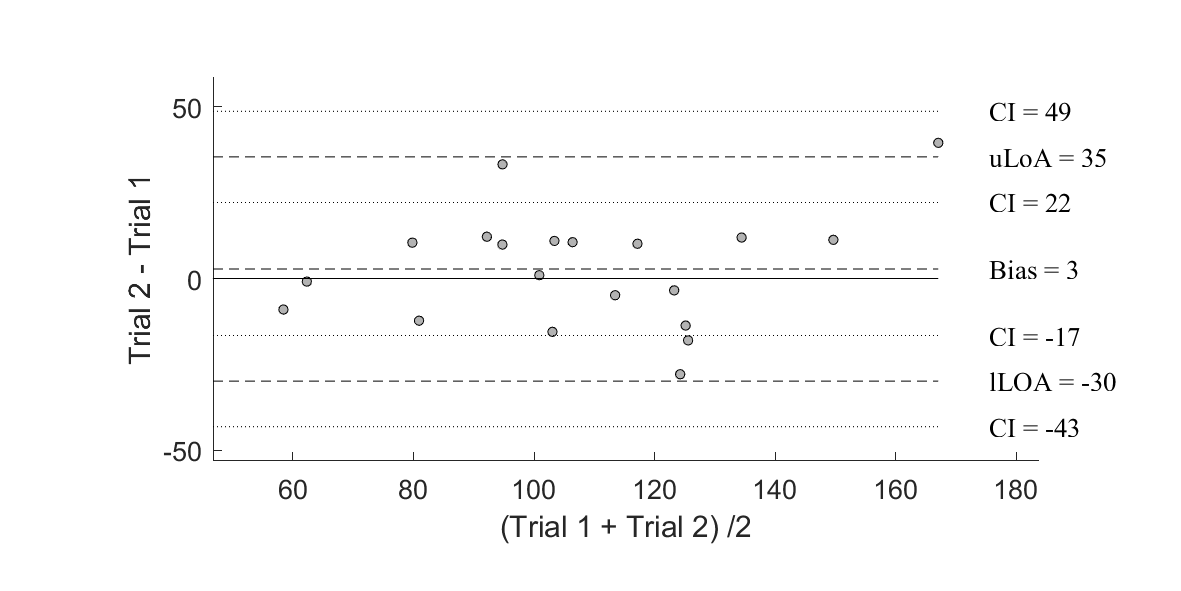 50
0
-50
Trial 2 - Trial 1
60 80 100 120 140 160 180
(Trial 1 + Trial 2) /2
CI = 49
uLoA = 35
CI = 22
Bias = 3
CI = -17
lLOA = -30
CI = -43